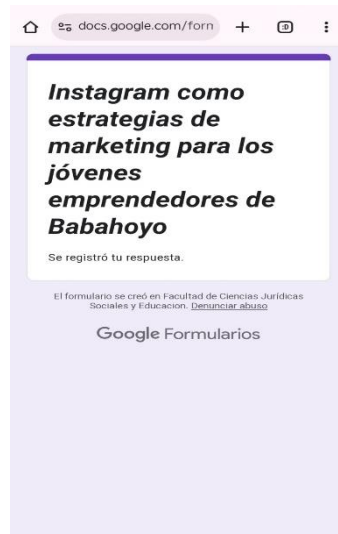 docs.google.com/forn
:D
Instagram como
estrategias de
marketing para los
jóvenes
emprendedores de
Babahoyo
Se registró tu respuesta.
El formulario se creó en Facultad de Ciencias Jurídicas
Sociales y Educacion. Denunciar abuso
Google Formularios